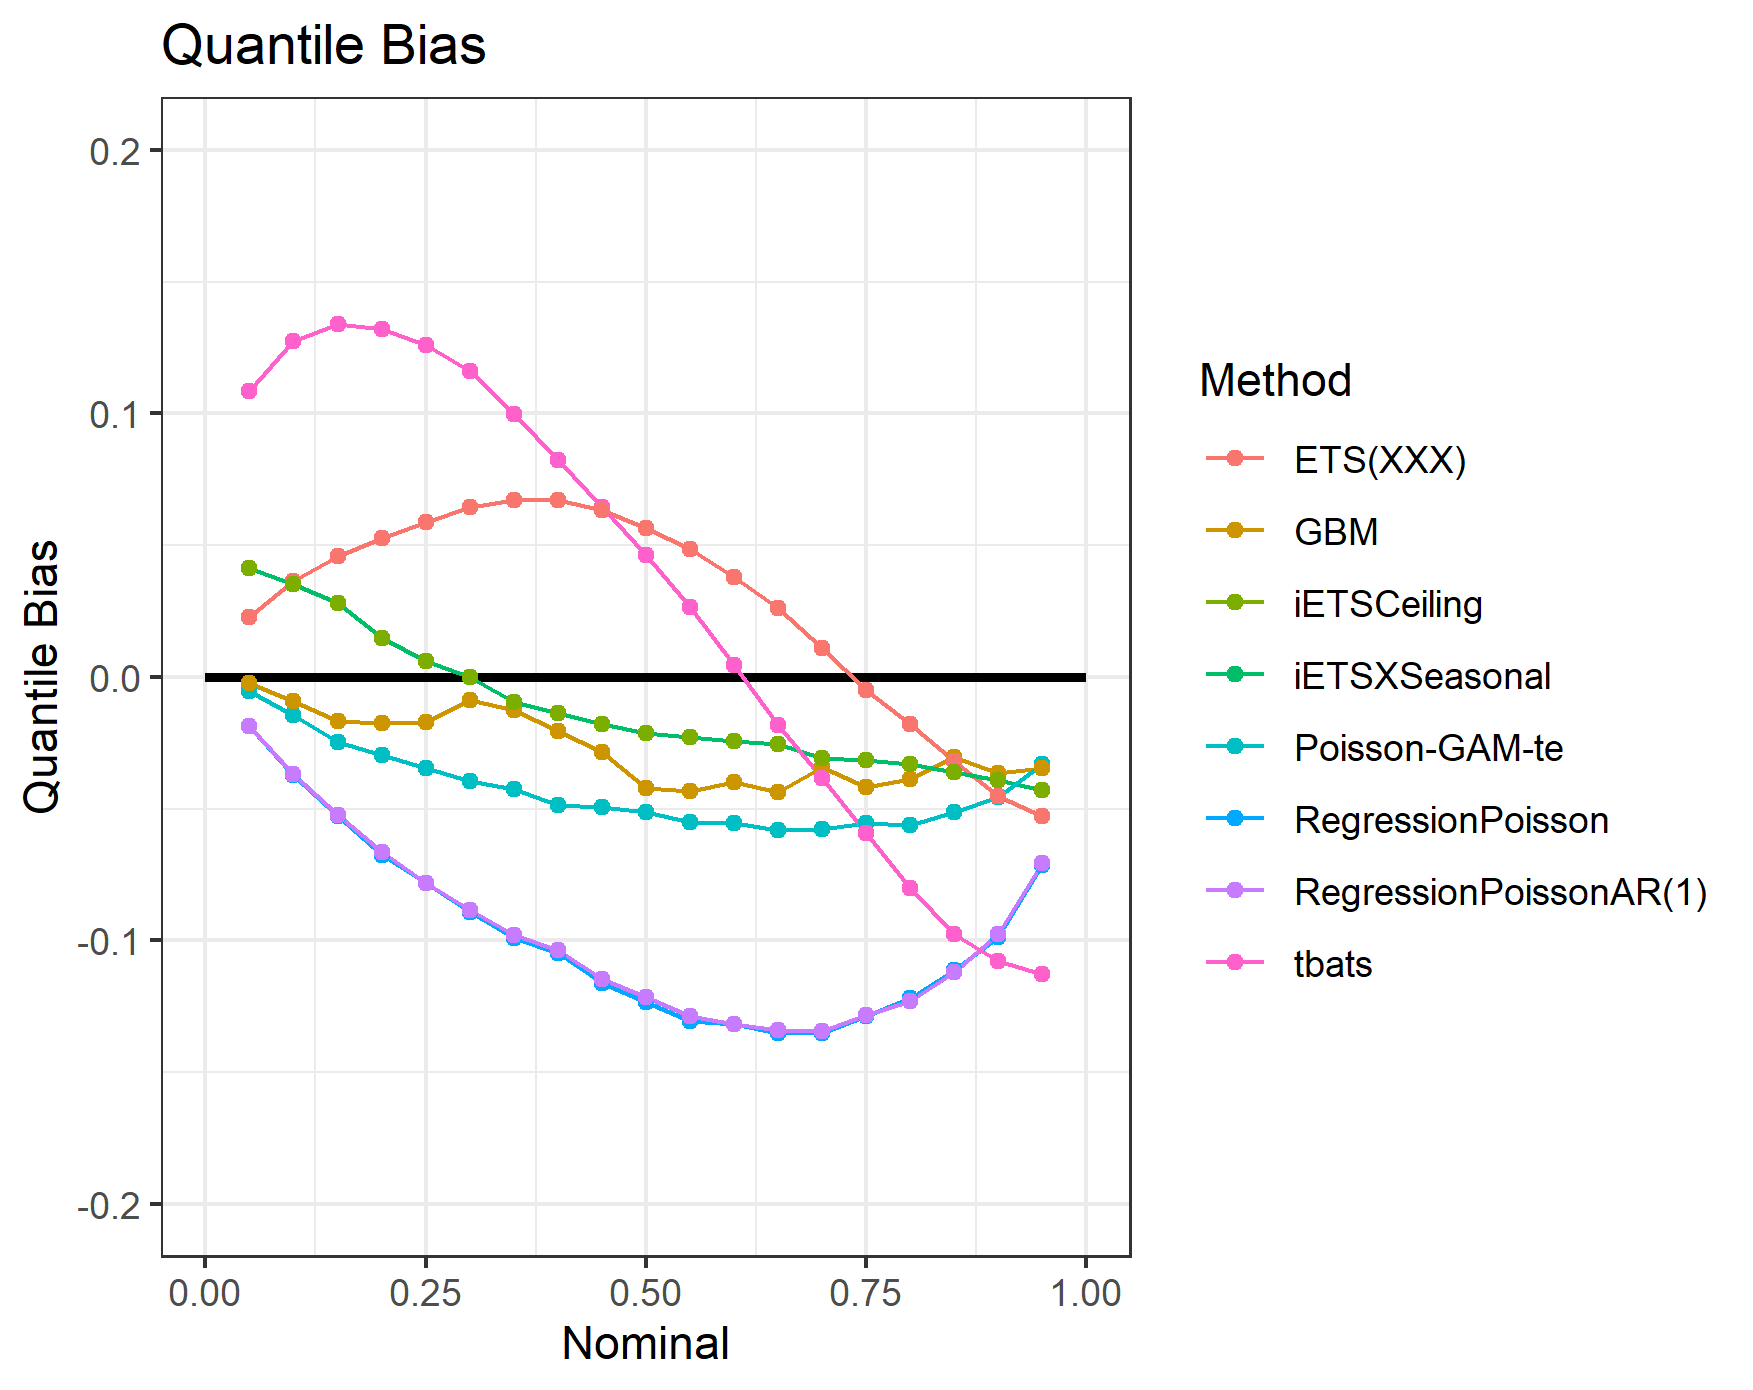 Quantile Bias
Quantile Bias
0.2
0.1
0.0
-0.1
-0.2
0.00 0.25 0.50 0.75 1.00
Nominal
Method
ETS(XXX)
GBM
iETSCeiling
iETSXSeasonal
Poisson-GAM-te
RegressionPoisson
RegressionPoissonAR(1)
tbats